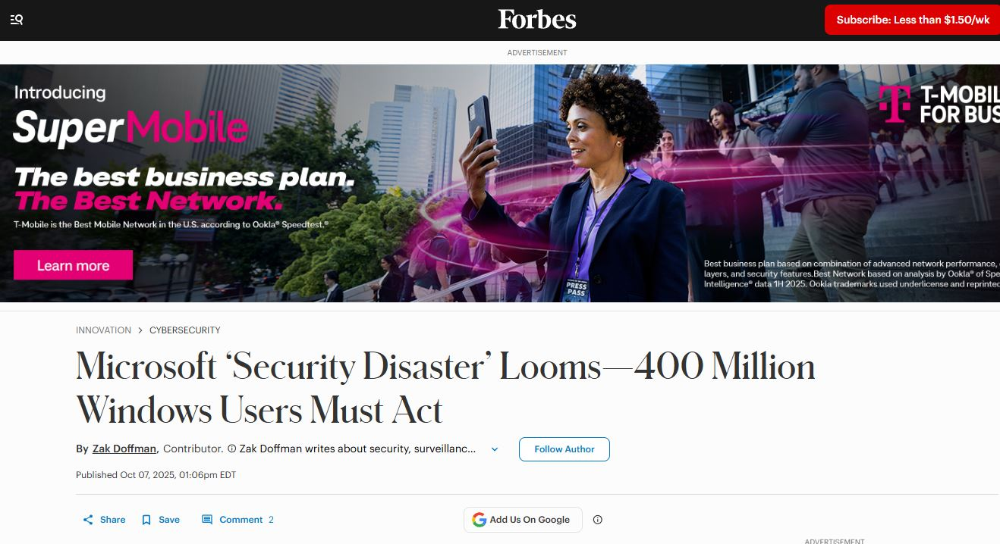 Forbes
Subscribe: Less than $1.50/wk
ADVERTISEMENT
Introducing
SuperMobile
The best business plan.
The Best Network.
T-Mobile is the Best Mobile Network in the U.S. according to Ookla® Speedtest.®
Learn more
T-MOBIL
FOR BUS
PRESS
PASS
Best business plan based on combination of advanced network performance,
layers, and security features.Best Network based on analysis by Ookla® of Spe
Intelligence® data 1H 2025. Ookla trademarks used underlicense and reprinted
INNOVATION > CYBERSECURITY
Microsoft ‘Security Disaster’ Looms—400 Million
Windows Users Must Act
By Zak Doffman, Contributor. Zak Doffman writes about security, surveillanc...
Follow Author
Published Oct 07, 2025, 01:06pm EDT
Share
Save
Comment 2
Add Us On Google
ADVERTISEMENT